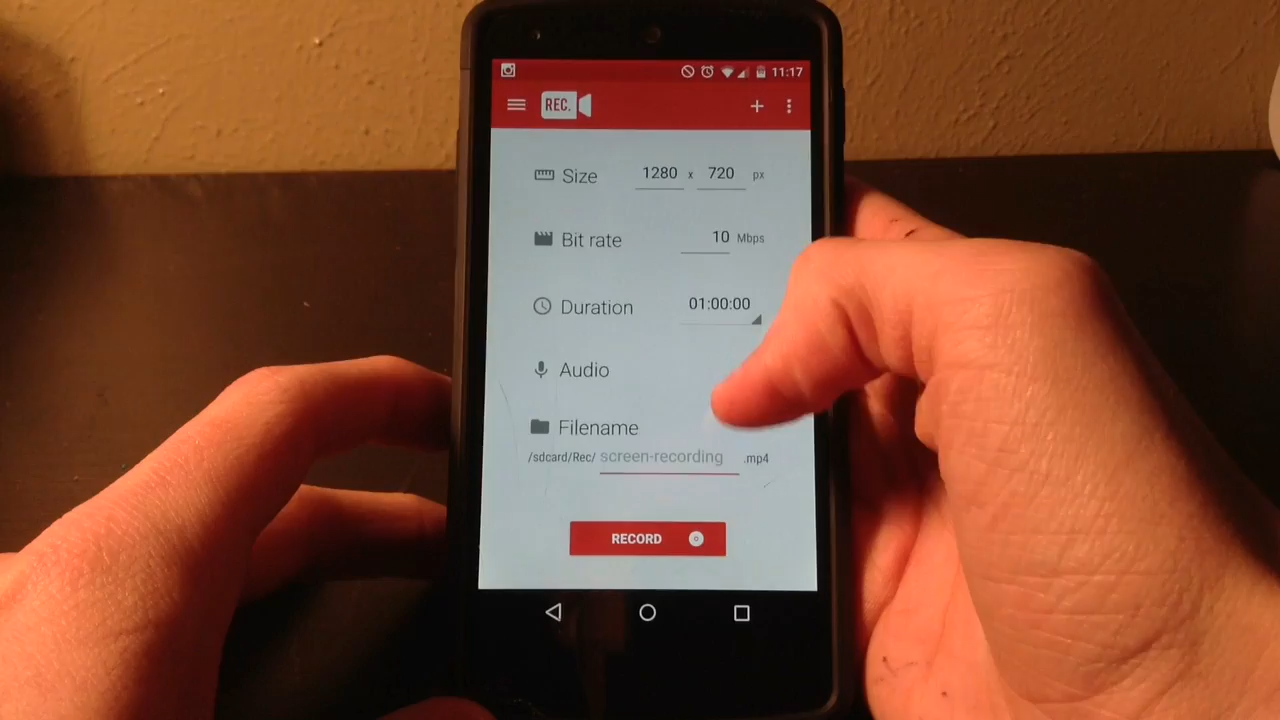 11:17
REC.
Size 1280 x 720 px
Bit rate 10 Mbps
Duration 01:00:00
Audio
Filename
/sdcard/Rec/ screen-recording .mp4
RECORD